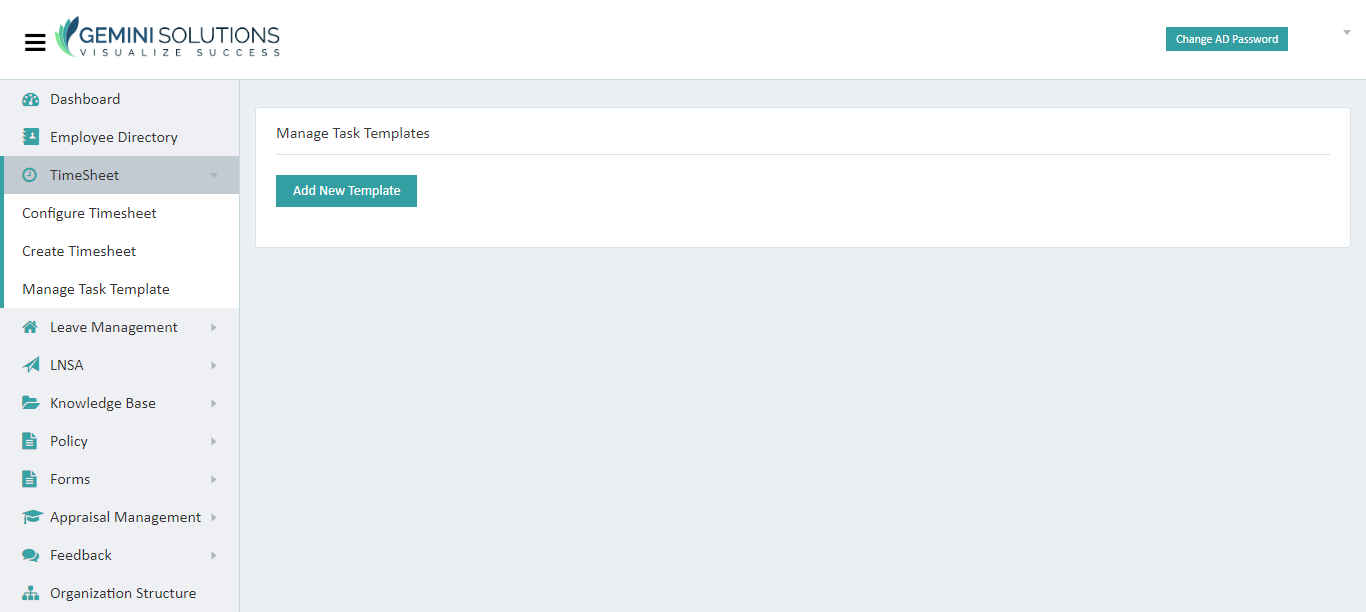 GEMINI SOLUTIONS
VISUALIZE SUCCESS
Change AD Password
Dashboard
Employee Directory
TimeSheet
Configure Timesheet
Create Timesheet
Manage Task Template
Leave Management
LNSA
Knowledge Base
Policy
Forms
Appraisal Management
Feedback
Organization Structure
Manage Task Templates
Add New Template